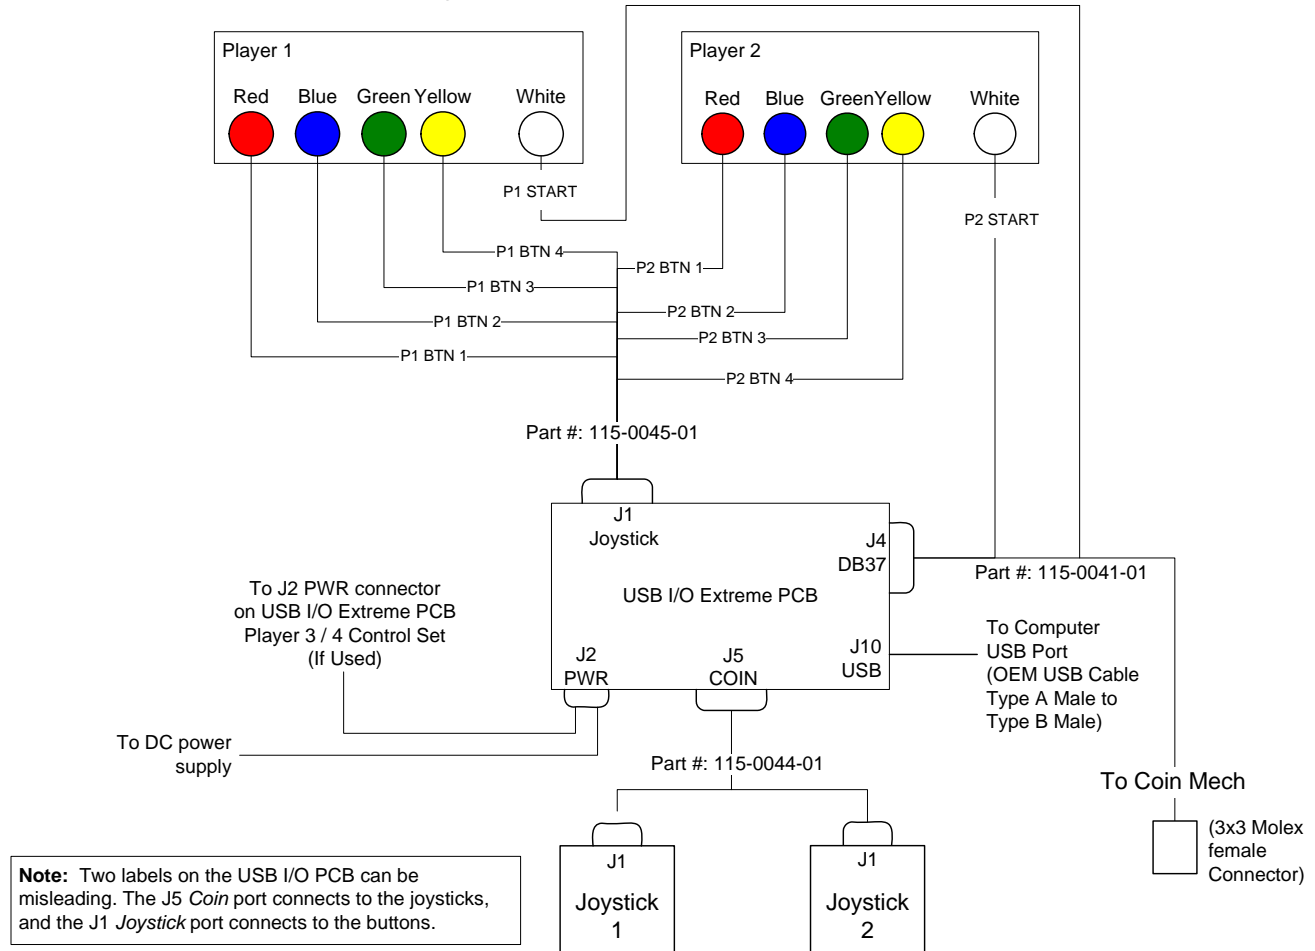 Player 1
Player 2
Red
Blue
Green
Yellow
White
Red
Blue
Green
Yellow
White
P1 START
P2 START
P1 BTN 4
P2 BTN 1
P1 BTN 3
P2 BTN 2
P1 BTN 2
P2 BTN 3
P1 BTN 1
P2 BTN 4
Part #: 115-0045-01
J1
Joystick
J4
DB37
Part #: 115-0041-01
USB I/O Extreme PCB
To J2 PWR connector
on USB I/O Extreme PCB
Player 3 / 4 Control Set
(If Used)
J2
PWR
J5
COIN
J10
USB
To Computer
USB Port
(OEM USB Cable
Type A Male to
Type B Male)
To DC power
supply
Part #: 115-0044-01
To Coin Mech
(3x3 Molex
female
Connector)
J1
Joystick
1
J1
Joystick
2
Note: Two labels on the USB I/O PCB can be
misleading. The J5 Coin port connects to the joysticks,
and the J1 Joystick port connects to the buttons.